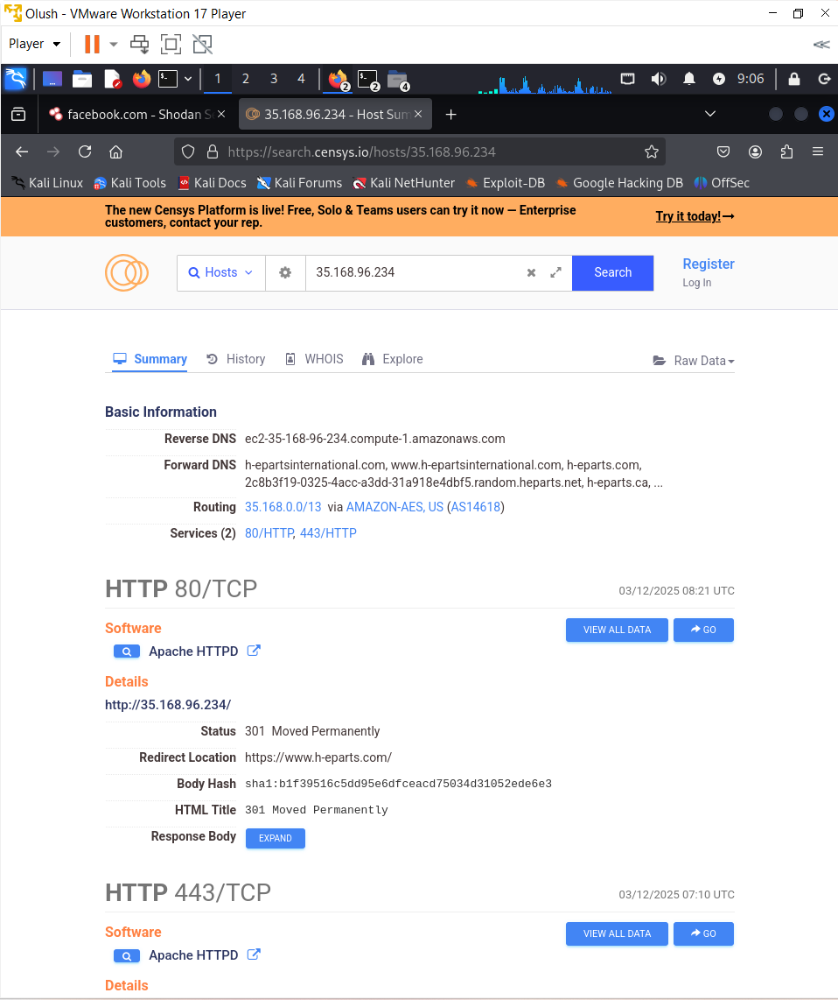 Olush - VMware Workstation 17 Player
Player
1 2 3 4
2 2 4
9:06
facebook.com - Shodan S
35.168.96.234 - Host Sum
https://search.censys.io/hosts/35.168.96.234
Kali Linux Kali Tools Kali Docs Kali Forums Kali NetHunter Exploit-DB Google Hacking DB OffSec
The new Censys Platform is live! Free, Solo & Teams users can try it now — Enterprise
customers, contact your rep.
Try it today!
Hosts
35.168.96.234
Search
Register
Log In
Summary History WHOIS Explore Raw Data
Basic Information
Reverse DNS ec2-35-168-96-234.compute-1.amazonaws.com
Forward DNS h-epartsinternational.com, www.h-epartsinternational.com, h-eparts.com,
2c8b3f19-0325-4acc-a3dd-31a918e4dbf5.random.heparts.net, h-eparts.ca, ...
Routing 35.168.0.0/13 via AMAZON-AES, US (AS14618)
Services (2) 80/HTTP, 443/HTTP
HTTP 80/TCP 03/12/2025 08:21 UTC
Software
VIEW ALL DATA GO
Apache HTTPD
Details
http://35.168.96.234/
Status 301 Moved Permanently
Redirect Location https://www.h-eparts.com/
Body Hash sha1:b1f39516c5dd95e6dfceacd75034d31052ede6e3
HTML Title 301 Moved Permanently
Response Body EXPAND
HTTP 443/TCP 03/12/2025 07:10 UTC
Software
VIEW ALL DATA GO
Apache HTTPD
Details